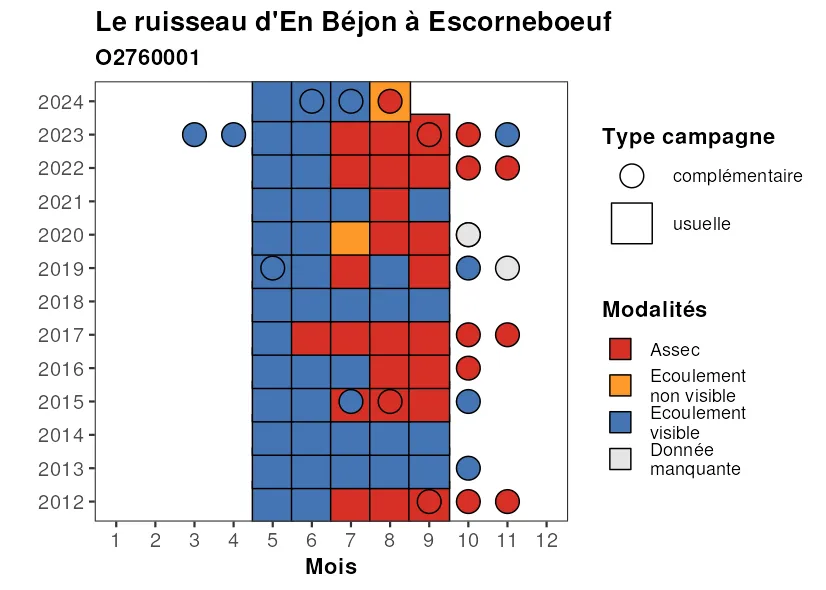 Le ruisseau d'En Béjon à Escorneboeuf
O2760001
2024
2023
2022
2021
2020
2019
2018
2017
2016
2015
2014
2013
2012
1 2 3 4 5 6 7 8 9 10 11 12
Mois
Type campagne
complémentaire
usuelle
Modalités
Assec
Ecoulement
non visible
Ecoulement
visible
Donnée
manquante